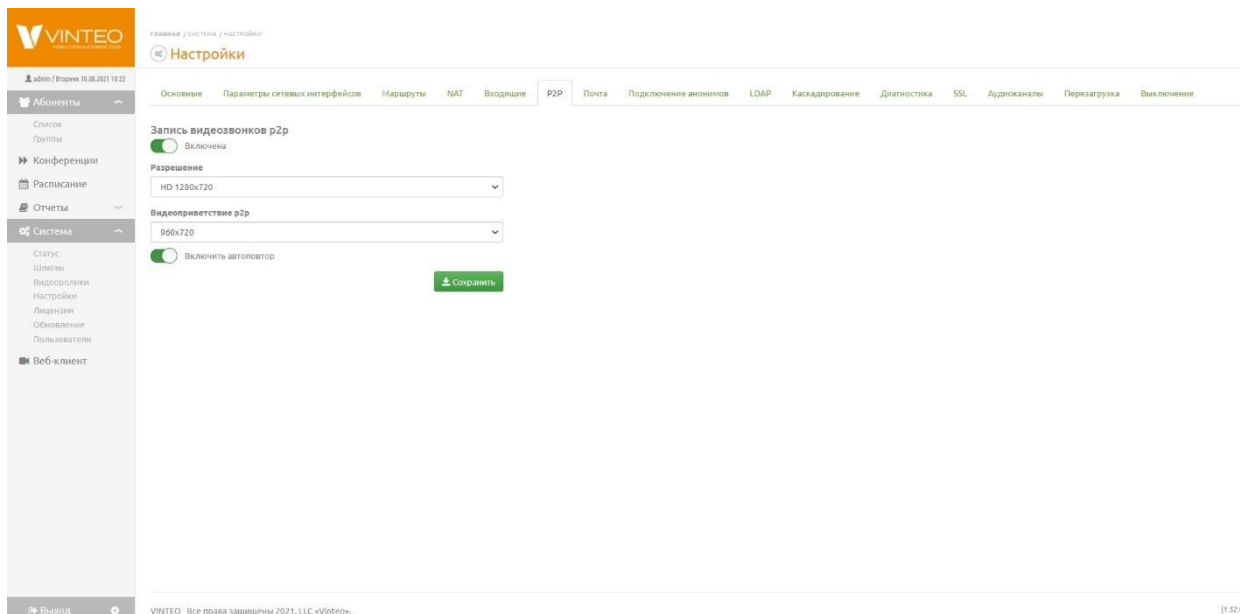 VINTEO
admin / Вторник 10.08.2021 10:23
Абоненты
Список
Группы
Конференции
Расписание
Отчеты
Система
Статус
Шлюзы
Видеоролики
Настройки
Лицензии
Обновление
Пользователи
Веб-клиент
Выход
ГЛАВНАЯ / СИСТЕМА / НАСТРОЙКИ
Настройки
Основные Параметры сетевых интерфейсов Маршруты NAT Входящие P2P Почта Подключение анонимов LDAP Каскадирование Диагностика SSL Аудиоканалы Перезагрузка Выключение
Запись видеозвонков p2p
Включена
Разрешение
HD 1280x720
Видеоприветствие p2p
960x720
Включить автоповтор
Сохранить
VINTEO Все права защищены 2021, LLC «Vinteo».